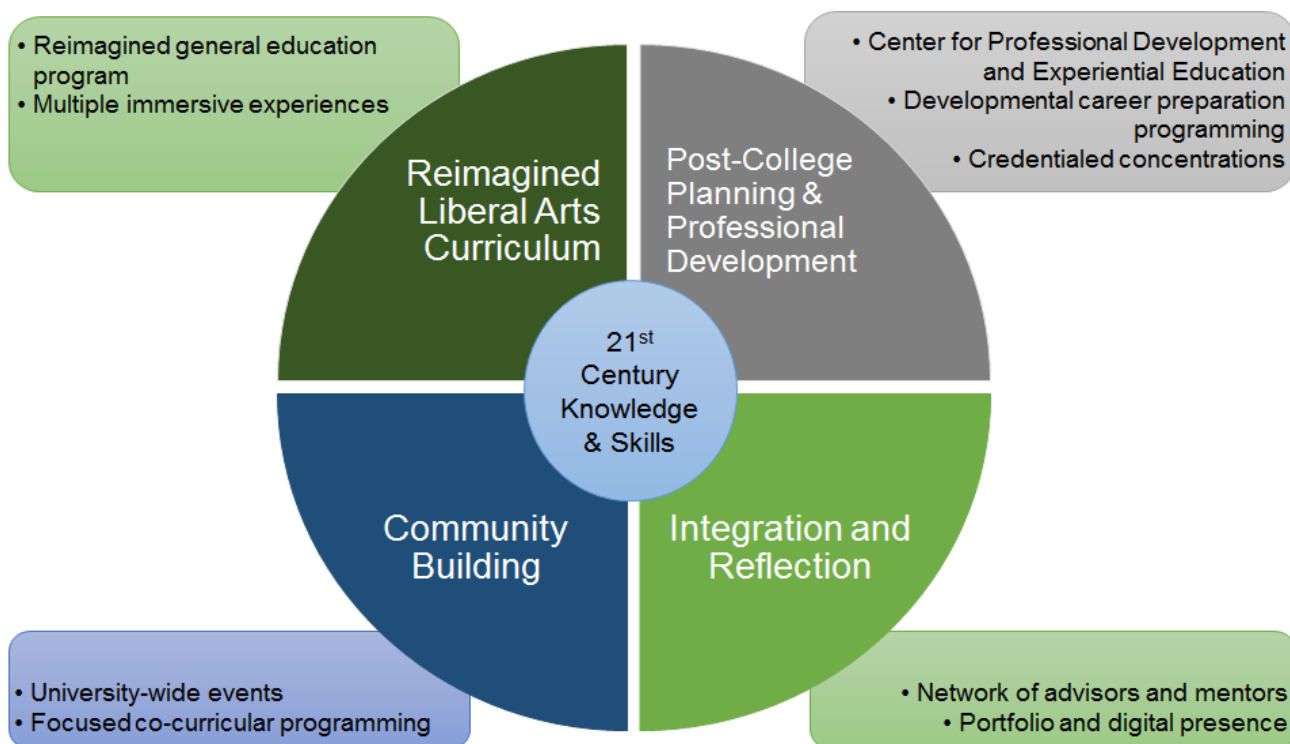 • Reimagined general education
program
• Multiple immersive experiences
• Center for Professional Development
and Experiential Education
• Developmental career preparation
programming
• Credentialed concentrations
Reimagined
Liberal Arts
Curriculum
Post-College
Planning &
Professional
Development
21st
Century
Knowledge
& Skills
Community
Building
Integration and
Reflection
• University-wide events
• Focused co-curricular programming
• Network of advisors and mentors
• Portfolio and digital presence